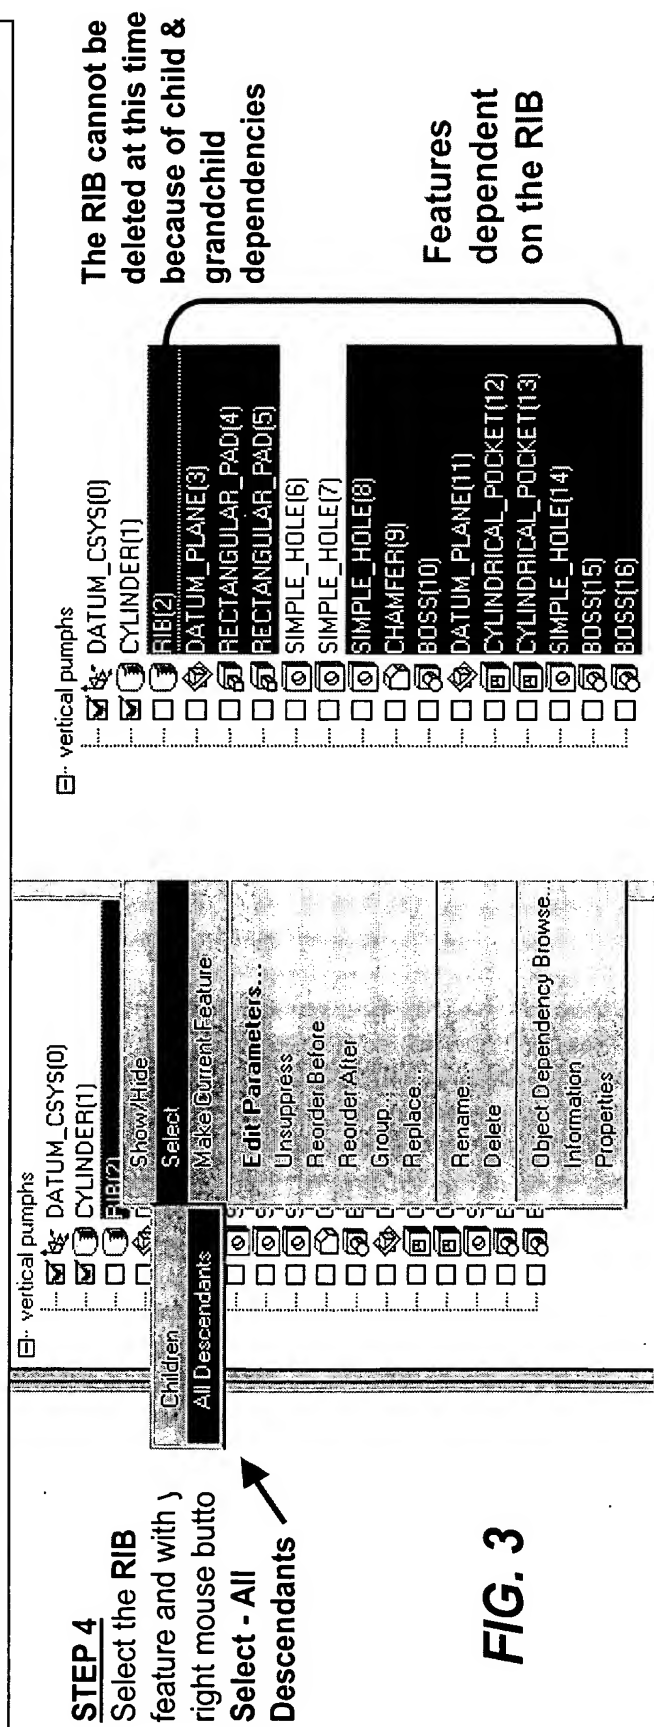 STEP 4
Select the RIB
feature and with
right mouse butto
Select - All
Descendants
FIG. 3
vertical pumphs
DATUM_CSYS(0)
CYLINDER(1)
RIB(2)
Children
All Descendants
Show/Hide
Select
Make Current Feature
Edit Parameters...
Unsuppress
Reorder Before
Reorder After
Group...
Replace...
Rename...
Delete
Object Dependency Browse...
Information
Properties
vertical pumphs
DATUM_CSYS(0)
CYLINDER(1)
RIB(2)
DATUM_PLANE(3)
RECTANGULAR_PAD(4)
RECTANGULAR_PAD(5)
SIMPLE_HOLE(6)
SIMPLE_HOLE(7)
SIMPLE_HOLE(8)
CHAMFER(9)
BOSS(10)
DATUM_PLANE(11)
CYLINDRICAL_POCKET(12)
CYLINDRICAL_POCKET(13)
SIMPLE_HOLE(14)
BOSS(15)
BOSS(16)
The RIB cannot be
deleted at this time
because of child &
grandchild
dependencies
Features
dependent
on the RIB